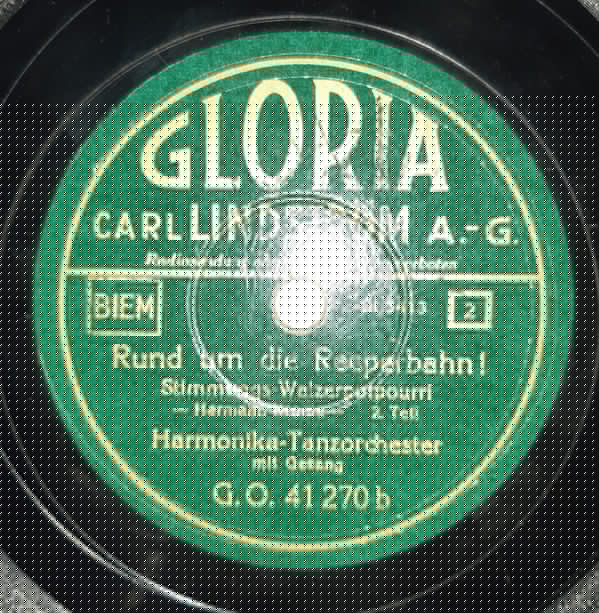 GLORIA
CARL LINDSTRÖM A.-G.
BIEM
2
Rund um die Reeperbahn!
Stimmungs-Walzerpotpourri
— Hermann 2. Teil
Harmonika-Tanzorchester
mit Gesang
G.O. 41 270 b